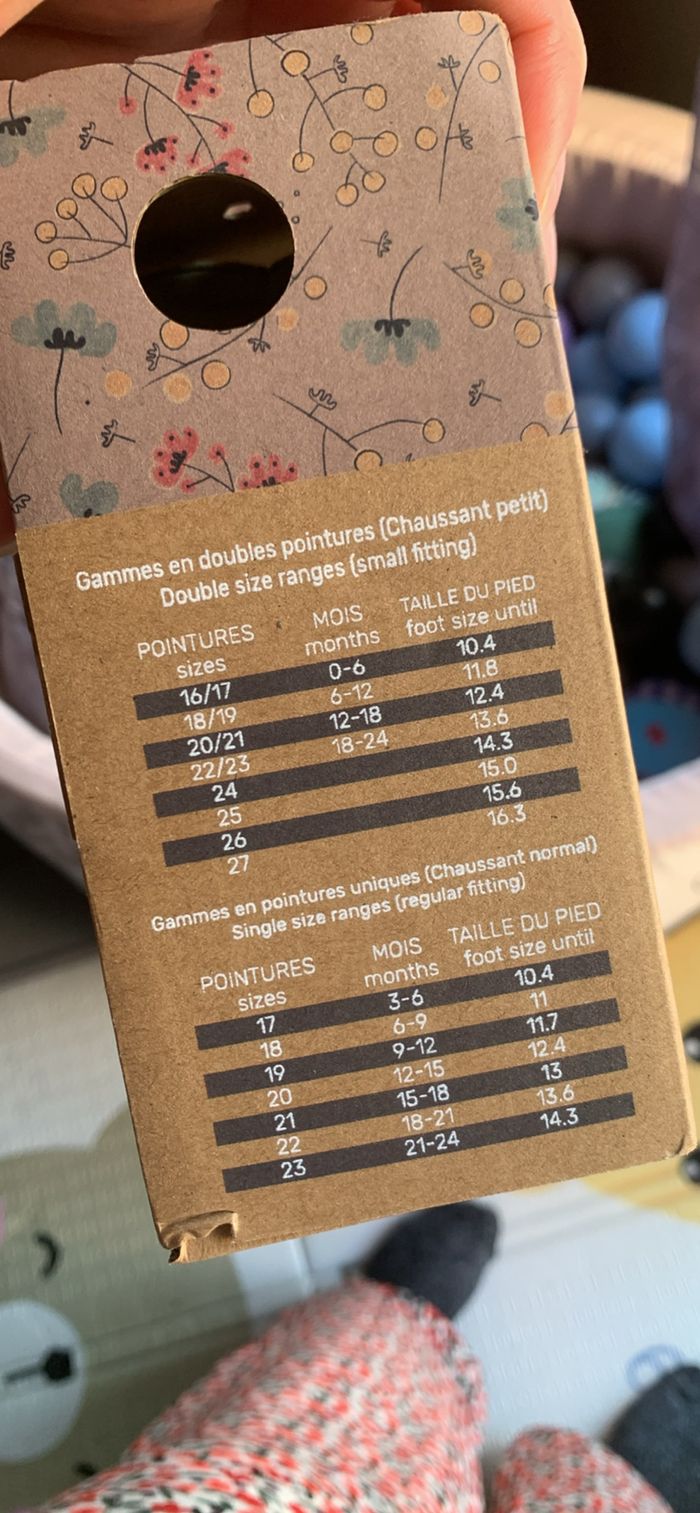 Gammes en doubles pointures (Chaussant petit)
Double size ranges (small fitting)
POINTURES MOIS TAILLE DU PIED
sizes months foot size until
16/17 0-6 10.4
18/19 6-12 11.8
20/21 12-18 12.4
22/23 18-24 13.6
24 14.3
25 15.0
26 15.6
27 16.3
Gammes en pointures uniques (Chaussant normal)
Single size ranges (regular fitting)
POINTURES MOIS TAILLE DU PIED
sizes months foot size until
17 3-6 10.4
18 6-9 11
19 9-12 11.7
20 12-15 12.4
21 15-18 13
22 18-21 13.6
23 21-24 14.3